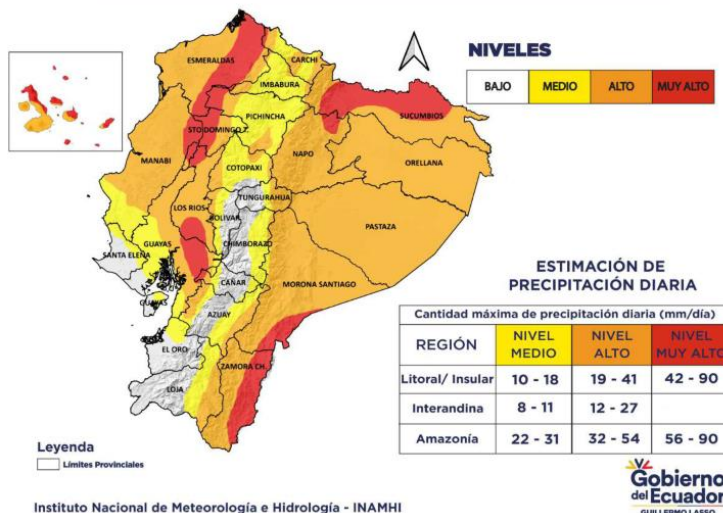 NIVELES
BAJO MEDIO ALTO MUY ALTO
ESMERALDAS
CARCHI
IMBABURA
SUCUMBIOS
PICHINCHA
STO DOMINGO T.
ORELLANA
NAPO
MANABI
COTOPAXI
TUNGURAHUA
LOS RIOS
BOLIVAR
PASTAZA
GUAYAS
CHIMBORAZO
SANTA ELENA
MORONA SANTIAGO
CAÑAR
GUAYAS
AZUAY
EL ORO
ZAMORA CH.
LOJA
ESTIMACIÓN DE
PRECIPITACIÓN DIARIA
Cantidad máxima de precipitación diaria (mm/día)
REGIÓN NIVEL MEDIO NIVEL ALTO NIVEL MUY ALTO
Litoral/ Insular 10 - 18 19 - 41 42 - 90
Interandina 8 - 11 12 - 27
Amazonía 22 - 31 32 - 54 56 - 90
Leyenda
Límites Provinciales
Instituto Nacional de Meteorología e Hidrología - INAMHI
Gobierno
del Ecuador
GUILLERMO LASSO